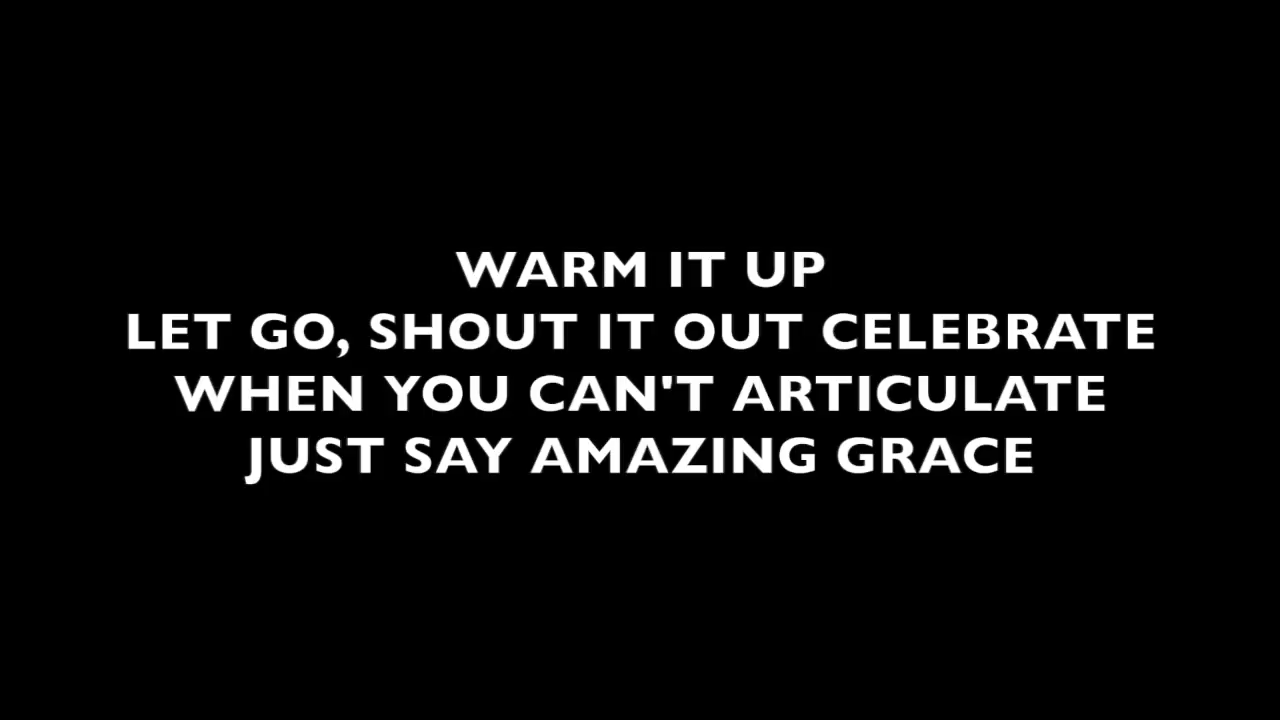 WARM IT UP
LET GO, SHOUT IT OUT CELEBRATE
WHEN YOU CAN'T ARTICULATE
JUST SAY AMAZING GRACE